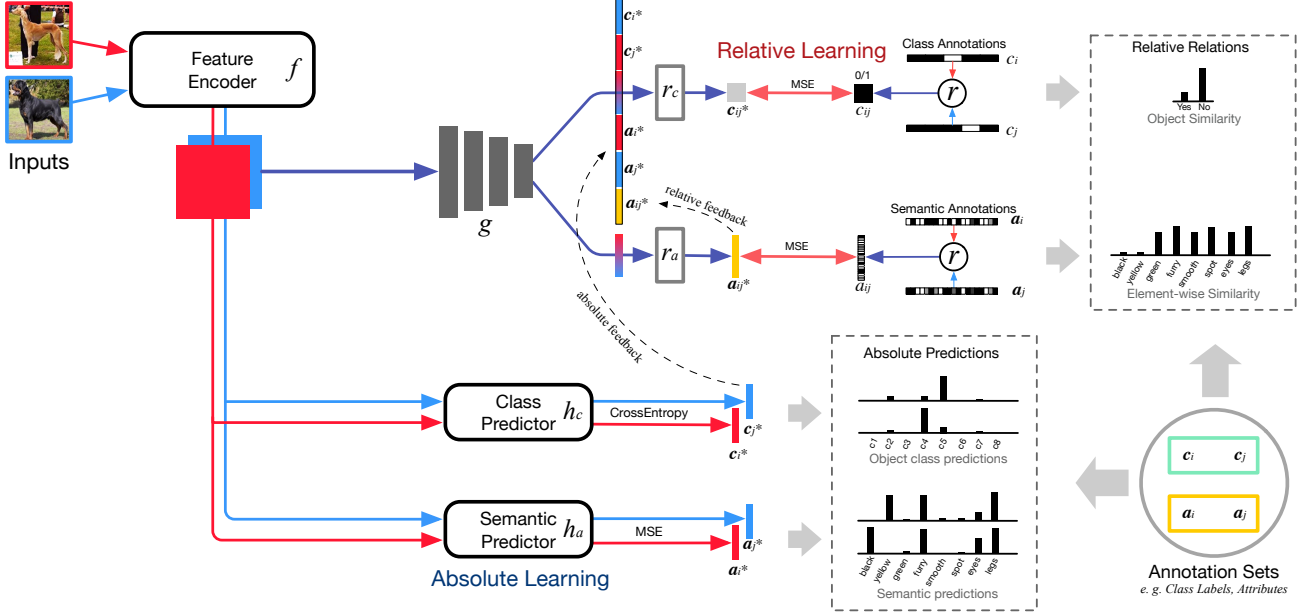 Inputs
Feature
Encoder
f
g
c_i*
c_j*
a_i*
a_j*
a_ij*
r_c
r_a
Relative Learning
c_ij*
MSE
0/1
c_ij
Class Annotations
c_i
r
c_j
relative feedback
absolute feedback
a_ij*
MSE
a_ij
Semantic Annotations
a_i
r
a_j
Relative Relations
Yes No
Object Similarity
black yellow green furry smooth spot eyes legs
Element-wise Similarity
Class
Predictor
h_c
CrossEntropy
c_j*
c_i*
Semantic
Predictor
h_a
MSE
a_j*
a_i*
Absolute Learning
Absolute Predictions
c1 c2 c3 c4 c5 c6 c7 c8
Object class predictions
black yellow green furry smooth spot eyes legs
Semantic predictions
c_i c_j
a_i a_j
Annotation Sets
e. g. Class Labels, Attributes